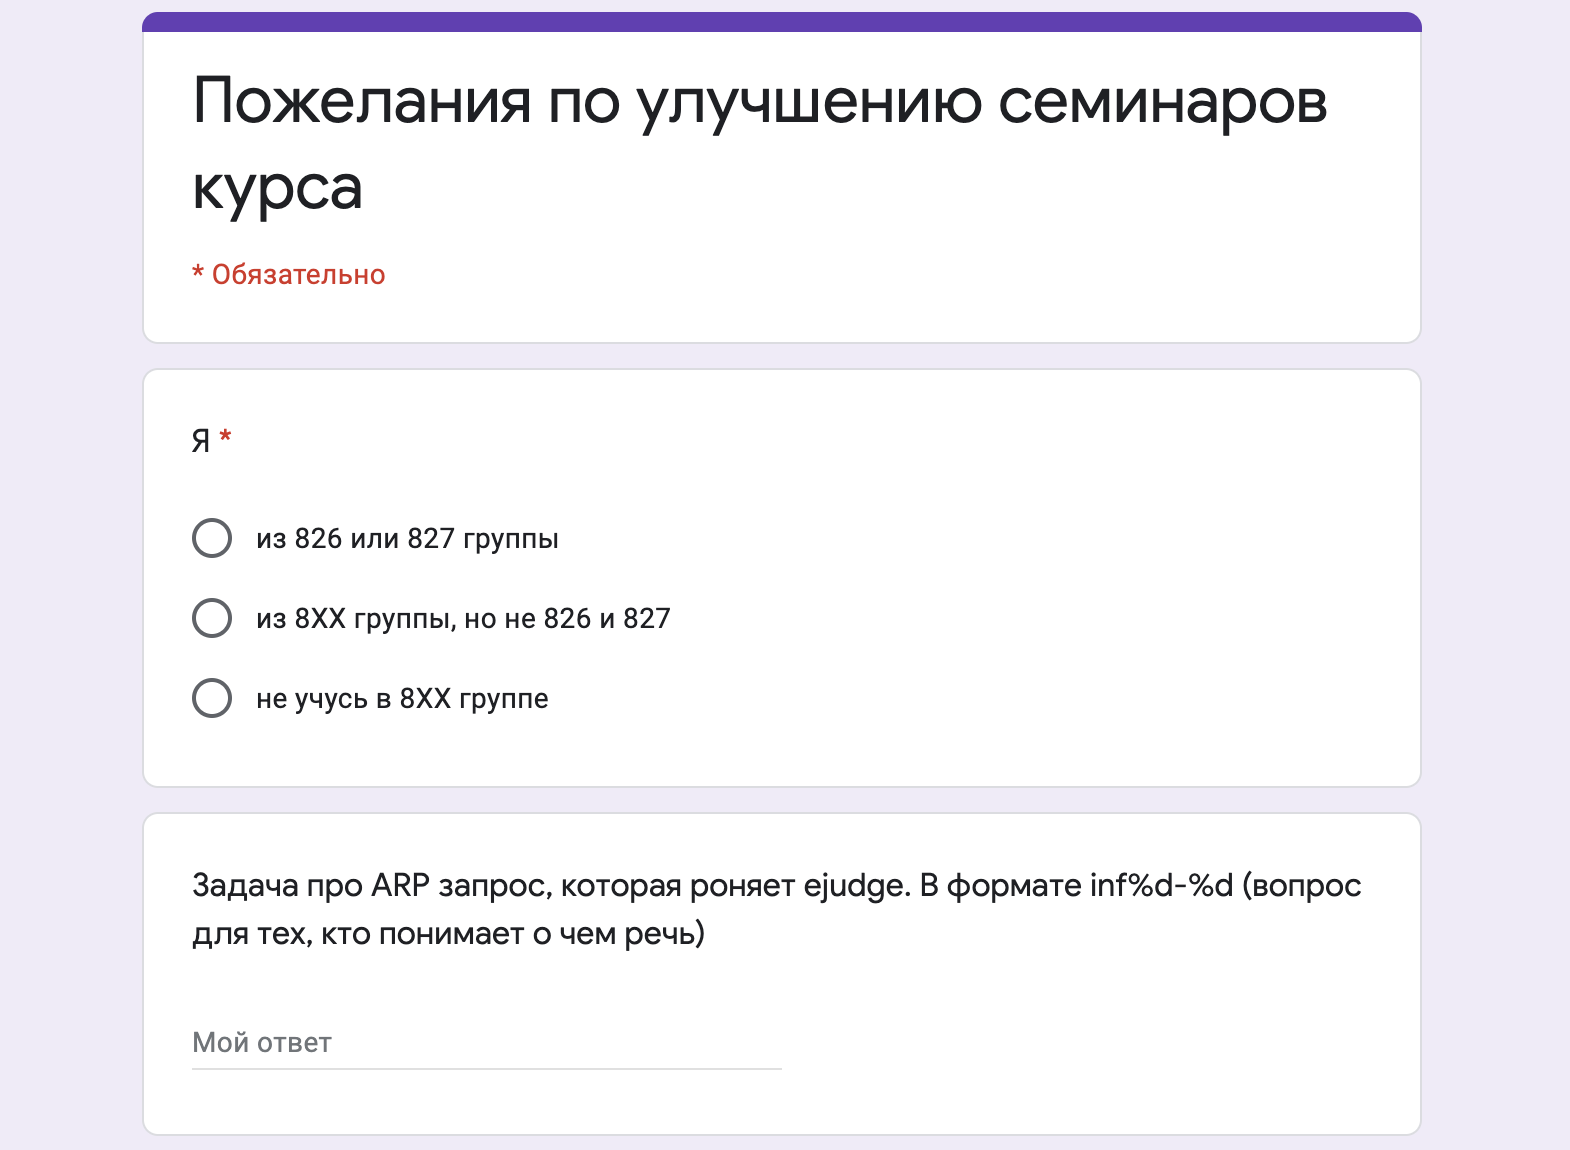 Пожелания по улучшению семинаров
курса
* Обязательно
Я *
из 826 или 827 группы
из 8XX группы, но не 826 и 827
не учусь в 8XX группе
Задача про ARP запрос, которая роняет ejudge. В формате inf%d-%d (вопрос
для тех, кто понимает о чем речь)
Мой ответ